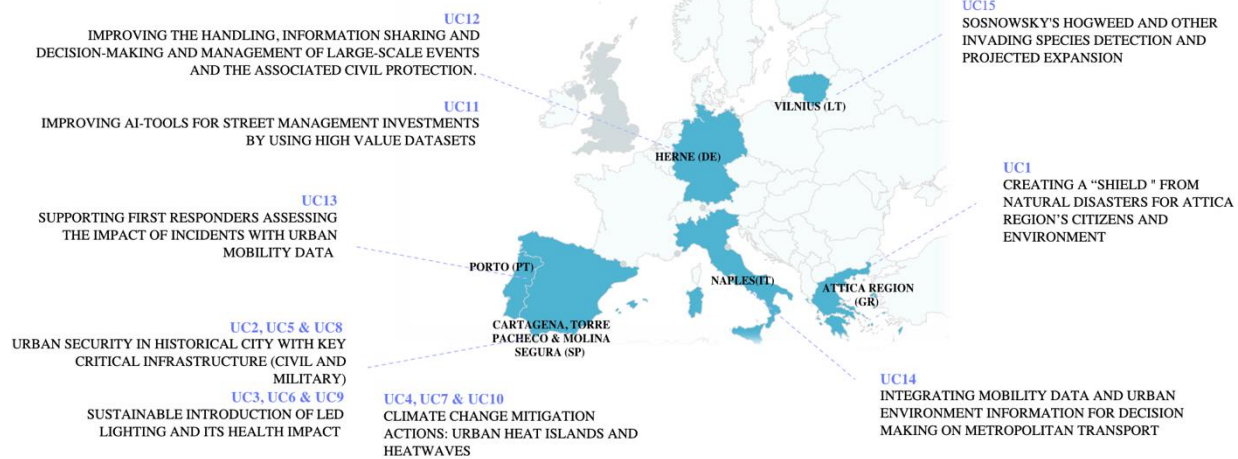 UC12
IMPROVING THE HANDLING, INFORMATION SHARING AND
DECISION-MAKING AND MANAGEMENT OF LARGE-SCALE EVENTS
AND THE ASSOCIATED CIVIL PROTECTION.
UC11
IMPROVING AI-TOOLS FOR STREET MANAGEMENT INVESTMENTS
BY USING HIGH VALUE DATASETS
UC13
SUPPORTING FIRST RESPONDERS ASSESSING
THE IMPACT OF INCIDENTS WITH URBAN
MOBILITY DATA
UC2, UC5 & UC8
URBAN SECURITY IN HISTORICAL CITY WITH KEY
CRITICAL INFRASTRUCTURE (CIVIL AND
MILITARY)
UC3, UC6 & UC9
SUSTAINABLE INTRODUCTION OF LED
LIGHTING AND ITS HEALTH IMPACT
UC4, UC7 & UC10
CLIMATE CHANGE MITIGATION
ACTIONS: URBAN HEAT ISLANDS AND
HEATWAVES
VILNIUS (LT)
HERNE (DE)
PORTO (PT)
NAPLES(IT)
ATTICA REGION
(GR)
CARTAGENA, TORRE
PACHECO & MOLINA
SEGURA (SP)
UC15
SOSNOWSKY'S HOGWEED AND OTHER
INVADING SPECIES DETECTION AND
PROJECTED EXPANSION
UC1
CREATING A “SHIELD " FROM
NATURAL DISASTERS FOR ATTICA
REGION’S CITIZENS AND
ENVIRONMENT
UC14
INTEGRATING MOBILITY DATA AND URBAN
ENVIRONMENT INFORMATION FOR DECISION
MAKING ON METROPOLITAN TRANSPORT